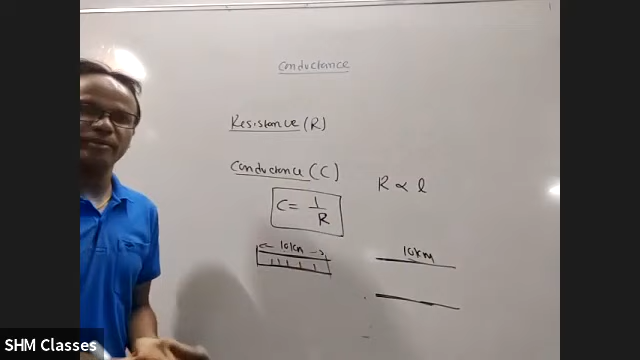 Conductance
Resistance (R)
Conductance (C)
C = 1/R
R ∝ l
← 10km →
10km
SHM Classes